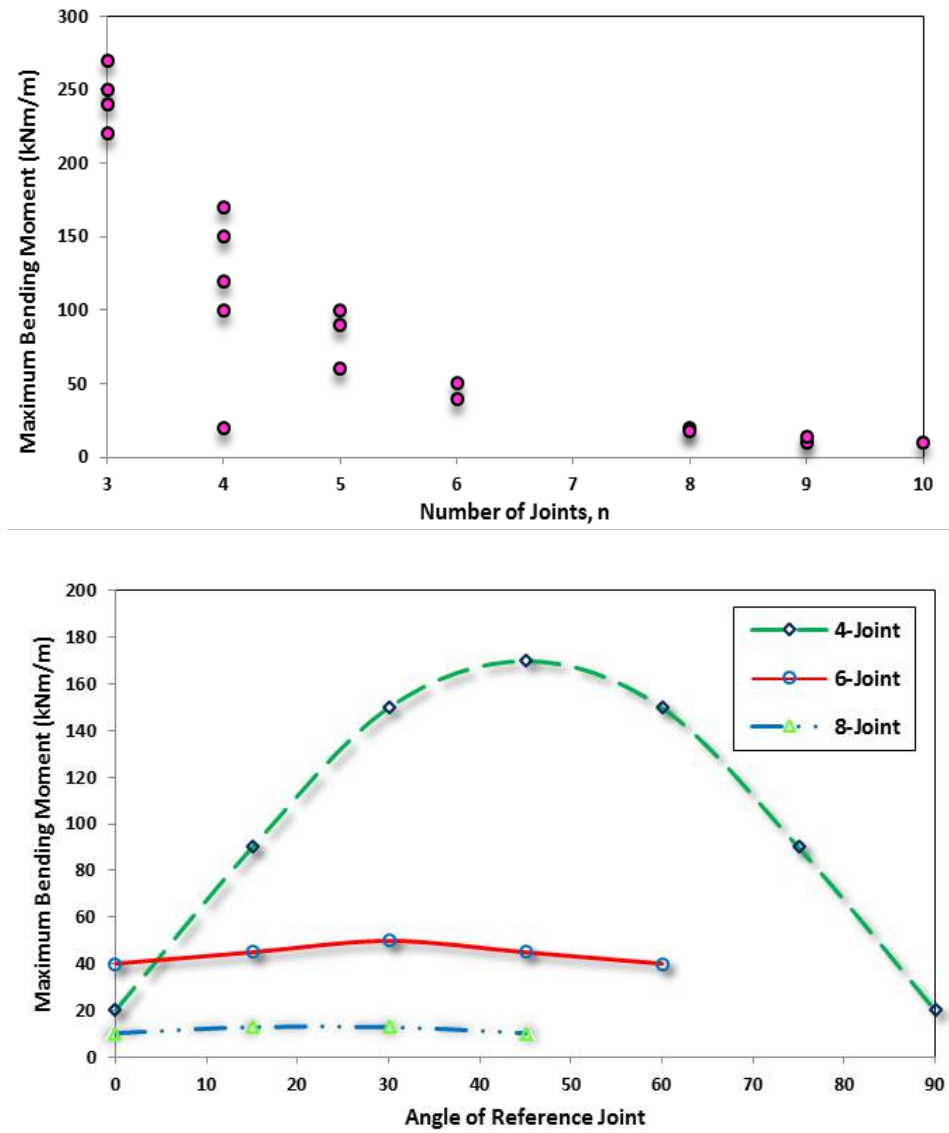 300
250
200
150
100
50
0
Maximum Bending Moment (kNm/m)
3 4 5 6 7 8 9 10
Number of Joints, n
200
180
160
140
120
100
80
60
40
20
0
Maximum Bending Moment (kNm/m)
4-Joint
6-Joint
8-Joint
0 10 20 30 40 50 60 70 80 90
Angle of Reference Joint